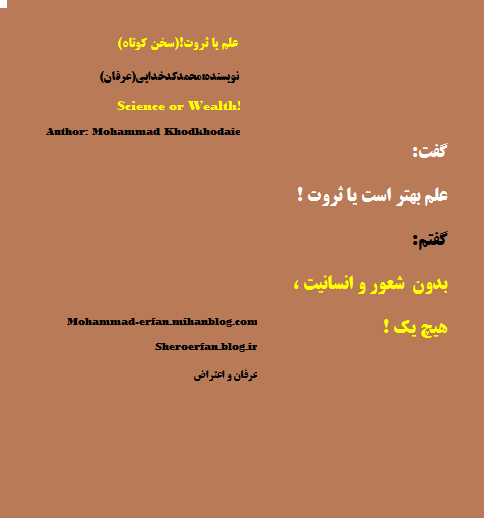 علم یا ثروت!(سخن کوتاه)
نویسنده:محمدکدخدایی(عرفان)
Science or Wealth!
Author: Mohammad Khodkhodaie
گفت:
علم بهتر است یا ثروت !
گفتم:
بدون شعور و انسانیت ،
هیچ یک !
Mohammad-erfan.mihanblog.com
Sheroerfan.blog.ir
عرفان و اعتراض